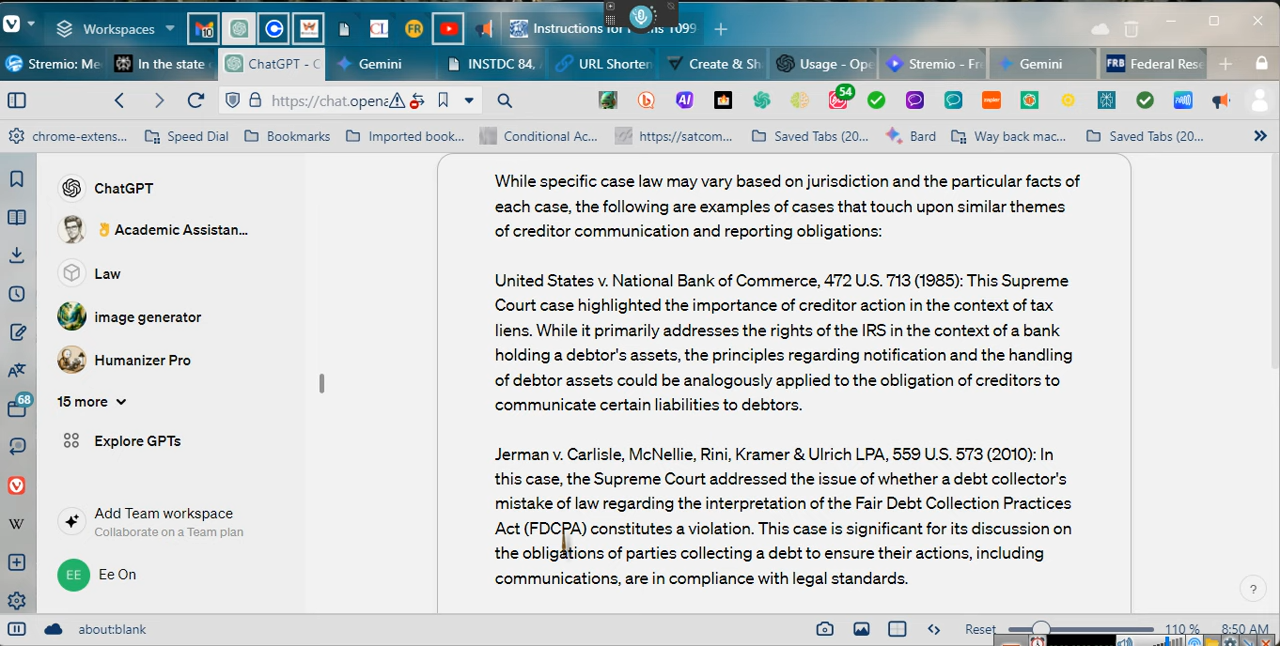 Workspaces
10
CL
FR
Instructions for
1099
Stremio: Me
In the state
ChatGPT - C
Gemini
INSTDC 84,
URL Shorten
Create & Sh
Usage - Ope
Stremio - Fr
Gemini
FRB
Federal Rese
https://chat.opena
54
chrome-extens...
Speed Dial
Bookmarks
Imported book...
Conditional Ac...
https://satcom...
Saved Tabs (20...
Bard
Way back mac...
Saved Tabs (20...
ChatGPT
Academic Assistan...
Law
image generator
Humanizer Pro
15 more
Explore GPTs
Add Team workspace
Collaborate on a Team plan
EE
Ee On
68
W
While specific case law may vary based on jurisdiction and the particular facts of
each case, the following are examples of cases that touch upon similar themes
of creditor communication and reporting obligations:
United States v. National Bank of Commerce, 472 U.S. 713 (1985): This Supreme
Court case highlighted the importance of creditor action in the context of tax
liens. While it primarily addresses the rights of the IRS in the context of a bank
holding a debtor's assets, the principles regarding notification and the handling
of debtor assets could be analogously applied to the obligation of creditors to
communicate certain liabilities to debtors.
Jerman v. Carlisle, McNellie, Rini, Kramer & Ulrich LPA, 559 U.S. 573 (2010): In
this case, the Supreme Court addressed the issue of whether a debt collector's
mistake of law regarding the interpretation of the Fair Debt Collection Practices
Act (FDCPA) constitutes a violation. This case is significant for its discussion on
the obligations of parties collecting a debt to ensure their actions, including
communications, are in compliance with legal standards.
?
about:blank
Reset
110 %
8:50 AM